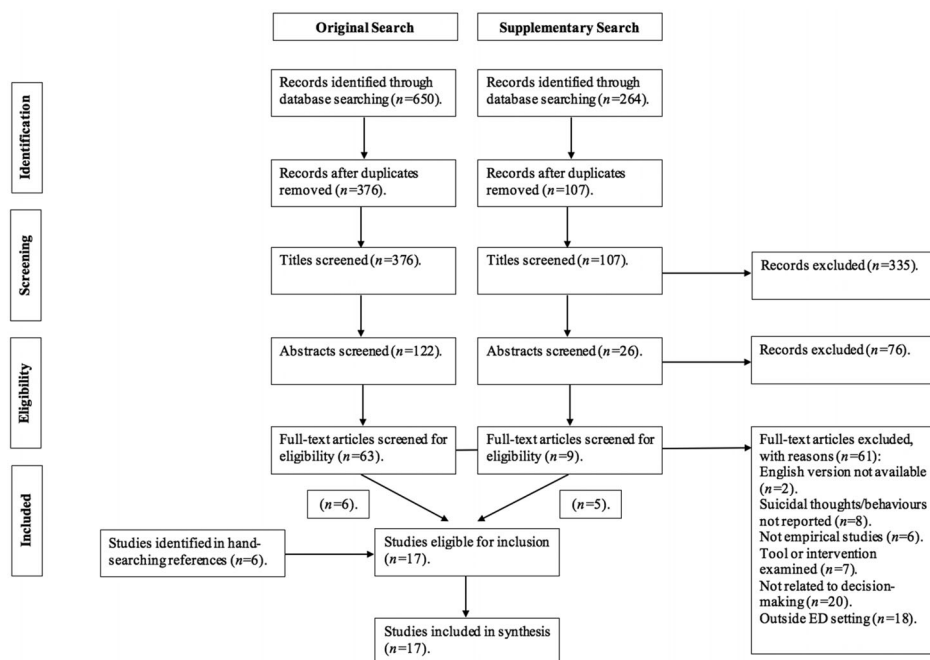 Original Search
Supplementary Search
Identification
Records identified through
database searching (n=650).
Records identified through
database searching (n=264).
Records after duplicates
removed (n=376).
Records after duplicates
removed (n=107).
Screening
Titles screened (n=376).
Titles screened (n=107).
Records excluded (n=335).
Eligibility
Abstracts screened (n=122).
Abstracts screened (n=26).
Records excluded (n=76).
Full-text articles screened for
eligibility (n=63).
Full-text articles screened for
eligibility (n=9).
Full-text articles excluded,
with reasons (n=61):
English version not available
(n=2).
Suicidal thoughts/behaviours
not reported (n=8).
Not empirical studies (n=6).
Tool or intervention
examined (n=7).
Not related to decision-
making (n=20).
Outside ED setting (n=18).
Included
(n=6).
(n=5).
Studies identified in hand-
searching references (n=6).
Studies eligible for inclusion
(n=17).
Studies included in synthesis
(n=17).